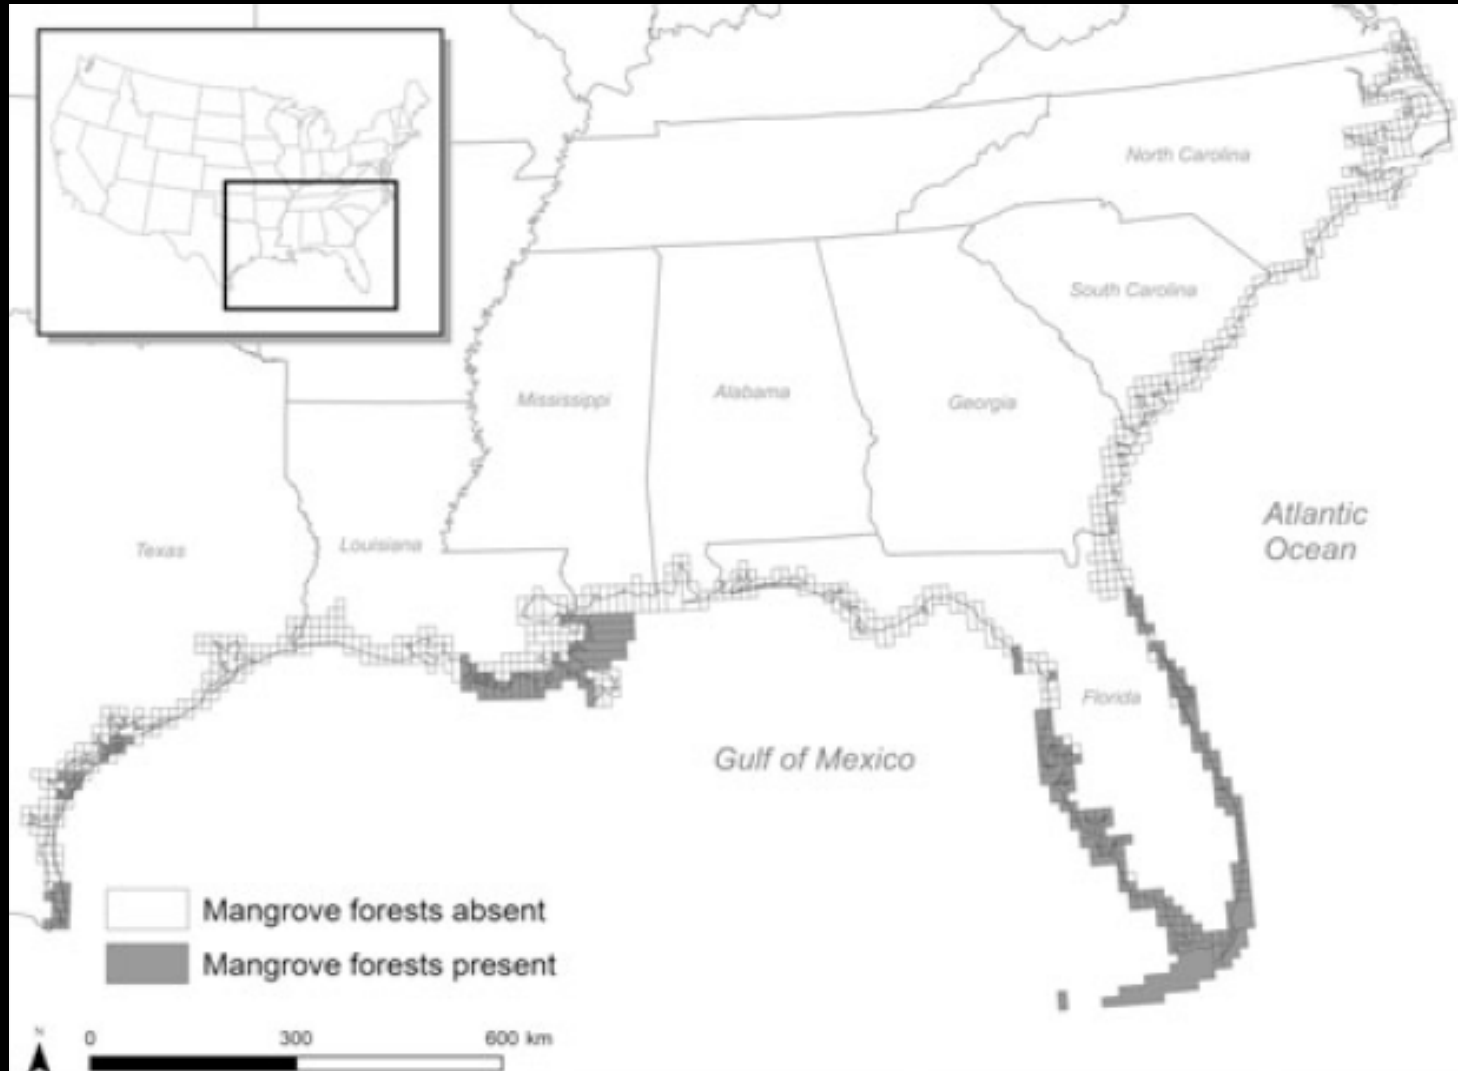 North Carolina
South Carolina
Mississippi
Alabama
Georgia
Atlantic
Ocean
Texas
Louisiana
Florida
Gulf of Mexico
Mangrove forests absent
Mangrove forests present
N
0 300 600 km